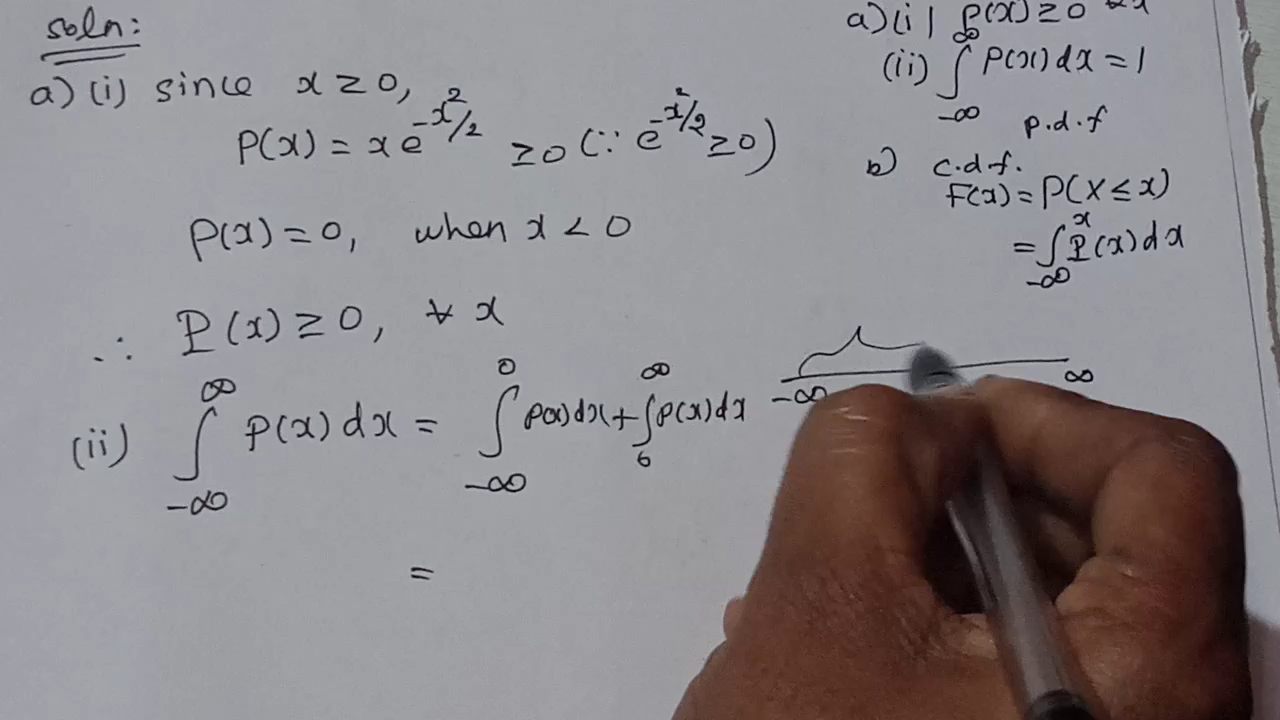 soln:
a) (i) since x ≥ 0,
P(x) = x e^{-x²/2} ≥ 0 (∵ e^{-x²/2} ≥ 0)
P(x) = 0, when x < 0
∴ P(x) ≥ 0, ∀ x
(ii) ∫_{-∞}^{∞} P(x) dx = ∫_{-∞}^{0} P(x) dx + ∫_{0}^{∞} P(x) dx
=
a) (i) P(x) ≥ 0 ∀ x
(ii) ∫_{-∞}^{∞} P(x) dx = 1
p.d.f
b) c.d.f.
F(x) = P(X ≤ x)
= ∫_{-∞}^{x} P(x) dx
-∞ ∞